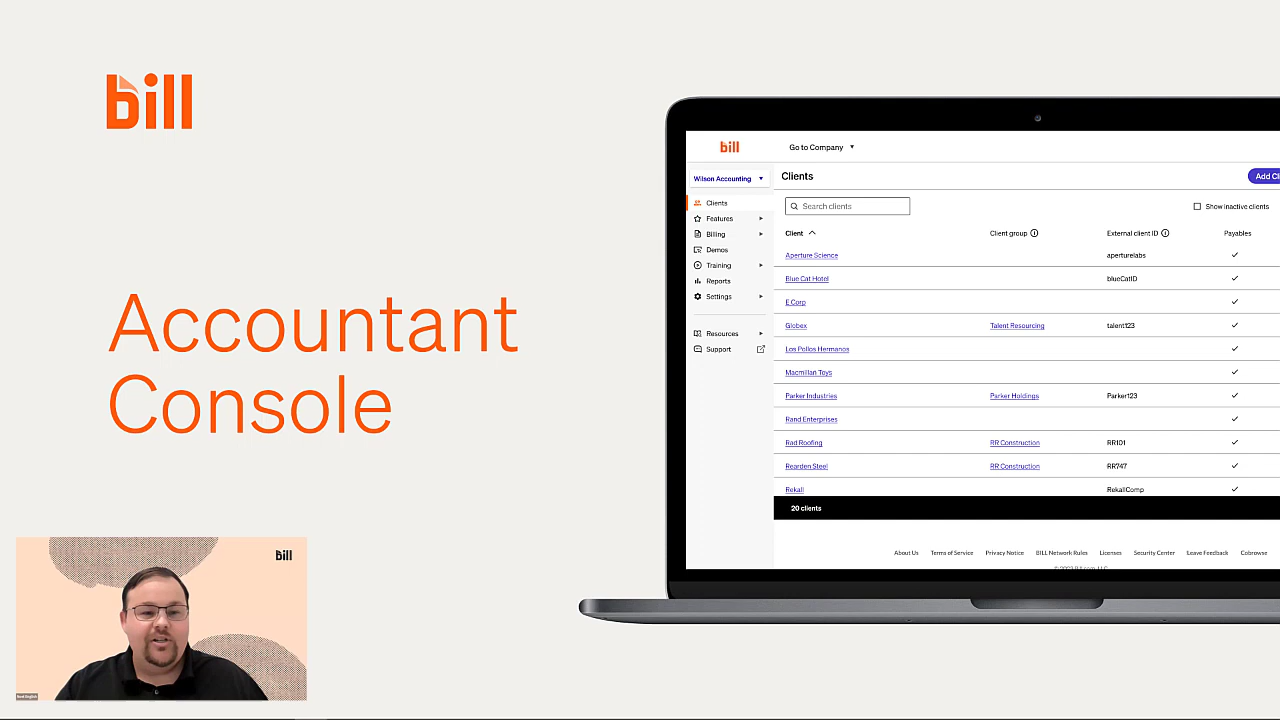 bill
Accountant
Console
bill
Go to Company
Wilson Accounting
Clients
Features
Billing
Demos
Training
Reports
Settings
Resources
Support
Clients
Add Cl
Search clients
Show inactive clients
Client Client group External client ID Payables
Aperture Science aperturelabs
Blue Cat Hotel blueCatID
E Corp
Globex Talent Resourcing talent123
Los Pollos Hermanos
Macmillan Toys
Parker Industries Parker Holdings Parker123
Rand Enterprises
Rad Roofing RR Construction RR101
Rearden Steel RR Construction RR747
Rekall RekallComp
20 clients
About Us Terms of Service Privacy Notice BILL Network Rules Licenses Security Center Leave Feedback Cobrowse
bill